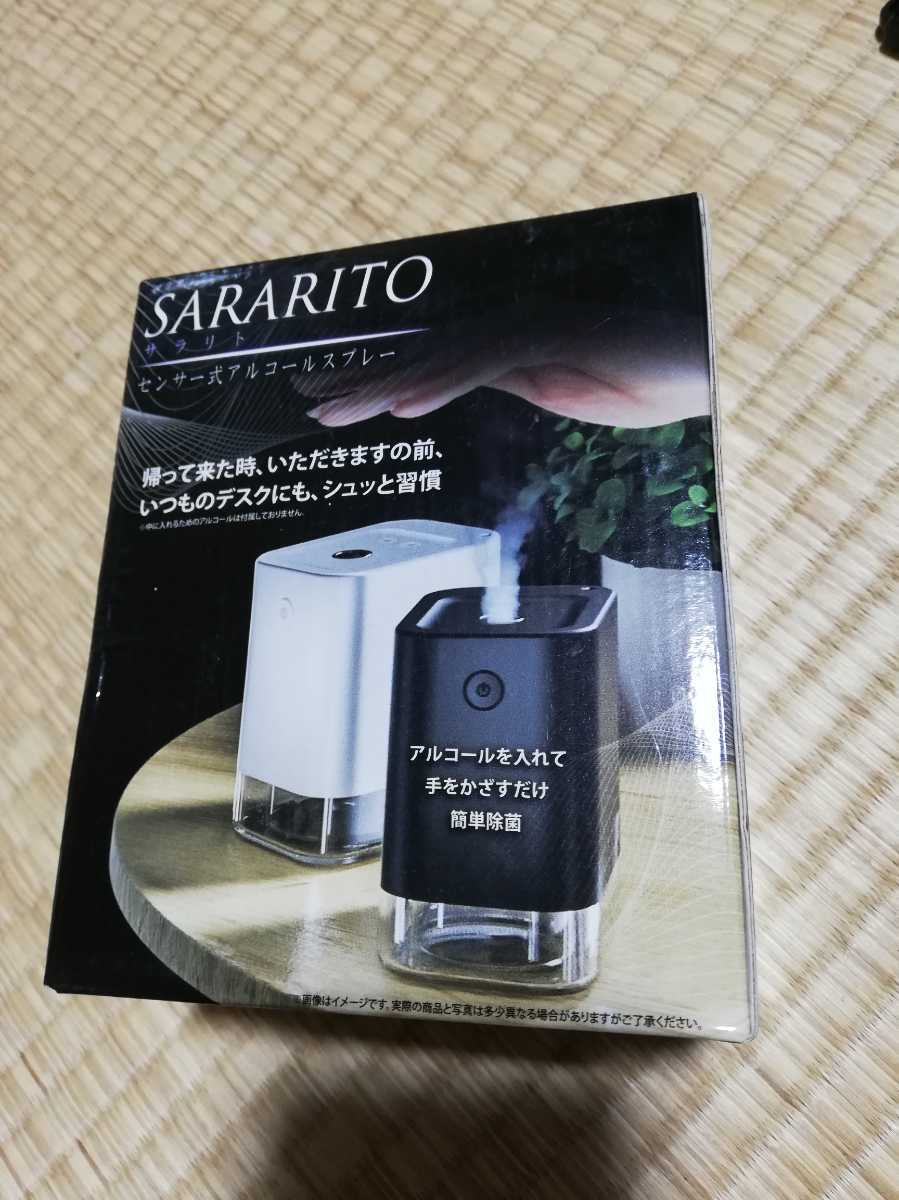 SARARITO
サラリト
センサー式アルコールスプレー
帰って来た時、いただきますの前、
いつものデスクにも、シュッと習慣
※中に入れるためのアルコールは付属しておりません。
アルコールを入れて
手をかざすだけ
簡単除菌
※画像はイメージです。実際の商品と写真は多少異なる場合がありますがご了承ください。